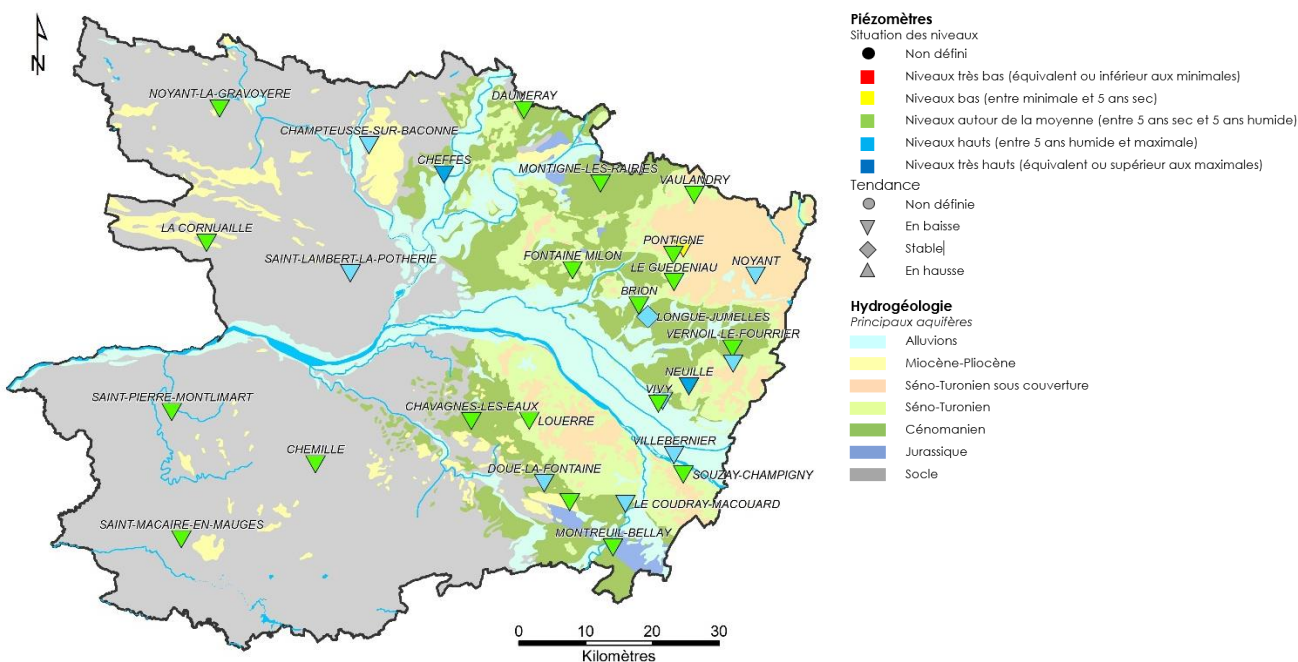 N
NOYANT-LA-GRAVOYERE
DAUMERAY
CHAMPTEUSSE-SUR-BACONNE
CHEFFES
MONTIGNE-LES-RAIRIES
VAULANDRY
LA CORNUAILLE
PONTIGNE
SAINT-LAMBERT-LA-POTHERIE
FONTAINE MILON
NOYANT
LE GUEDENIAU
BRION
LONGUE-JUMELLES
VERNOIL-LE-FOURRIER
NEUILLE
VIVY
SAINT-PIERRE-MONTLIMART
CHAVAGNES-LES-EAUX
LOUERRE
CHEMILLE
VILLEBERNIER
DOUE-LA-FONTAINE
SOUZAY-CHAMPIGNY
LE COUDRAY-MACOUARD
SAINT-MACAIRE-EN-MAUGES
MONTREUIL-BELLAY
0 10 20 30
Kilomètres
Piézomètres
Situation des niveaux
Non défini
Niveaux très bas (équivalent ou inférieur aux minimales)
Niveaux bas (entre minimale et 5 ans sec)
Niveaux autour de la moyenne (entre 5 ans sec et 5 ans humide)
Niveaux hauts (entre 5 ans humide et maximale)
Niveaux très hauts (équivalent ou supérieur aux maximales)
Tendance
Non définie
En baisse
Stable
En hausse
Hydrogéologie
Principaux aquifères
Alluvions
Miocène-Pliocène
Séno-Turonien sous couverture
Séno-Turonien
Cénomanien
Jurassique
Socle